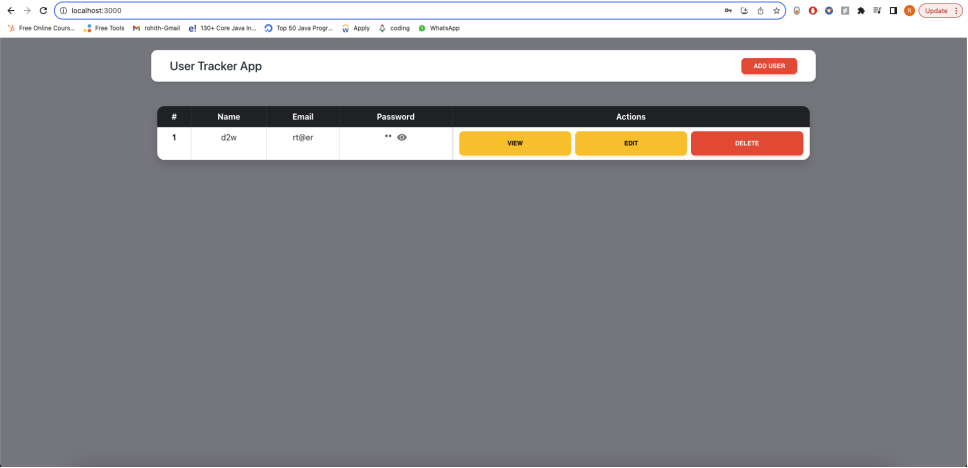 localhost:3000
Update
Free Online Cours... Free Tools rohith-Gmail 130+ Core Java In... Top 50 Java Progr... Apply coding WhatsApp
User Tracker App ADD USER
# Name Email Password Actions
1 d2w rt@er ** VIEW EDIT DELETE